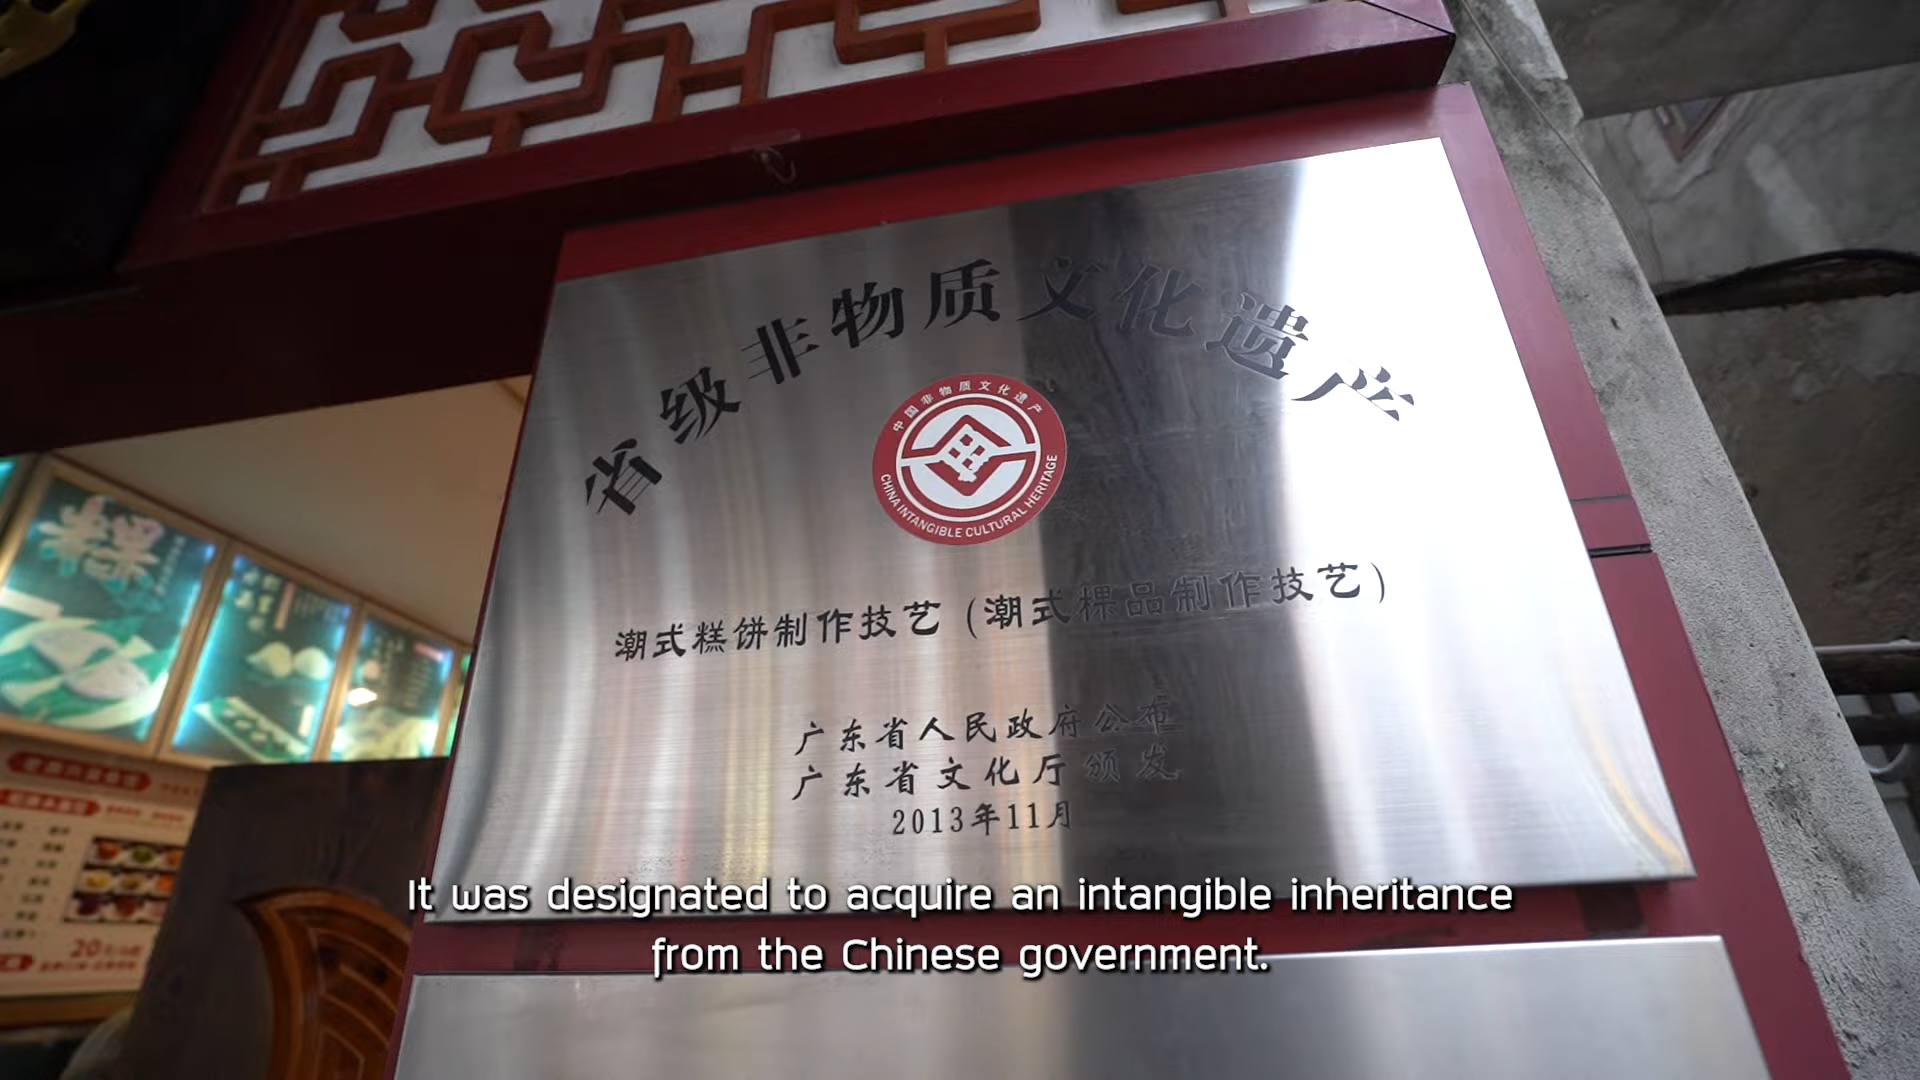 省级非物质文化遗产
中国非物质文化遗产
CHINA INTANGIBLE CULTURAL HERITAGE
潮式糕饼制作技艺(潮式粿品制作技艺)
广东省人民政府公布
广东省文化厅颁发
2013年11月
It was designated to acquire an intangible inheritance
from the Chinese government.
20